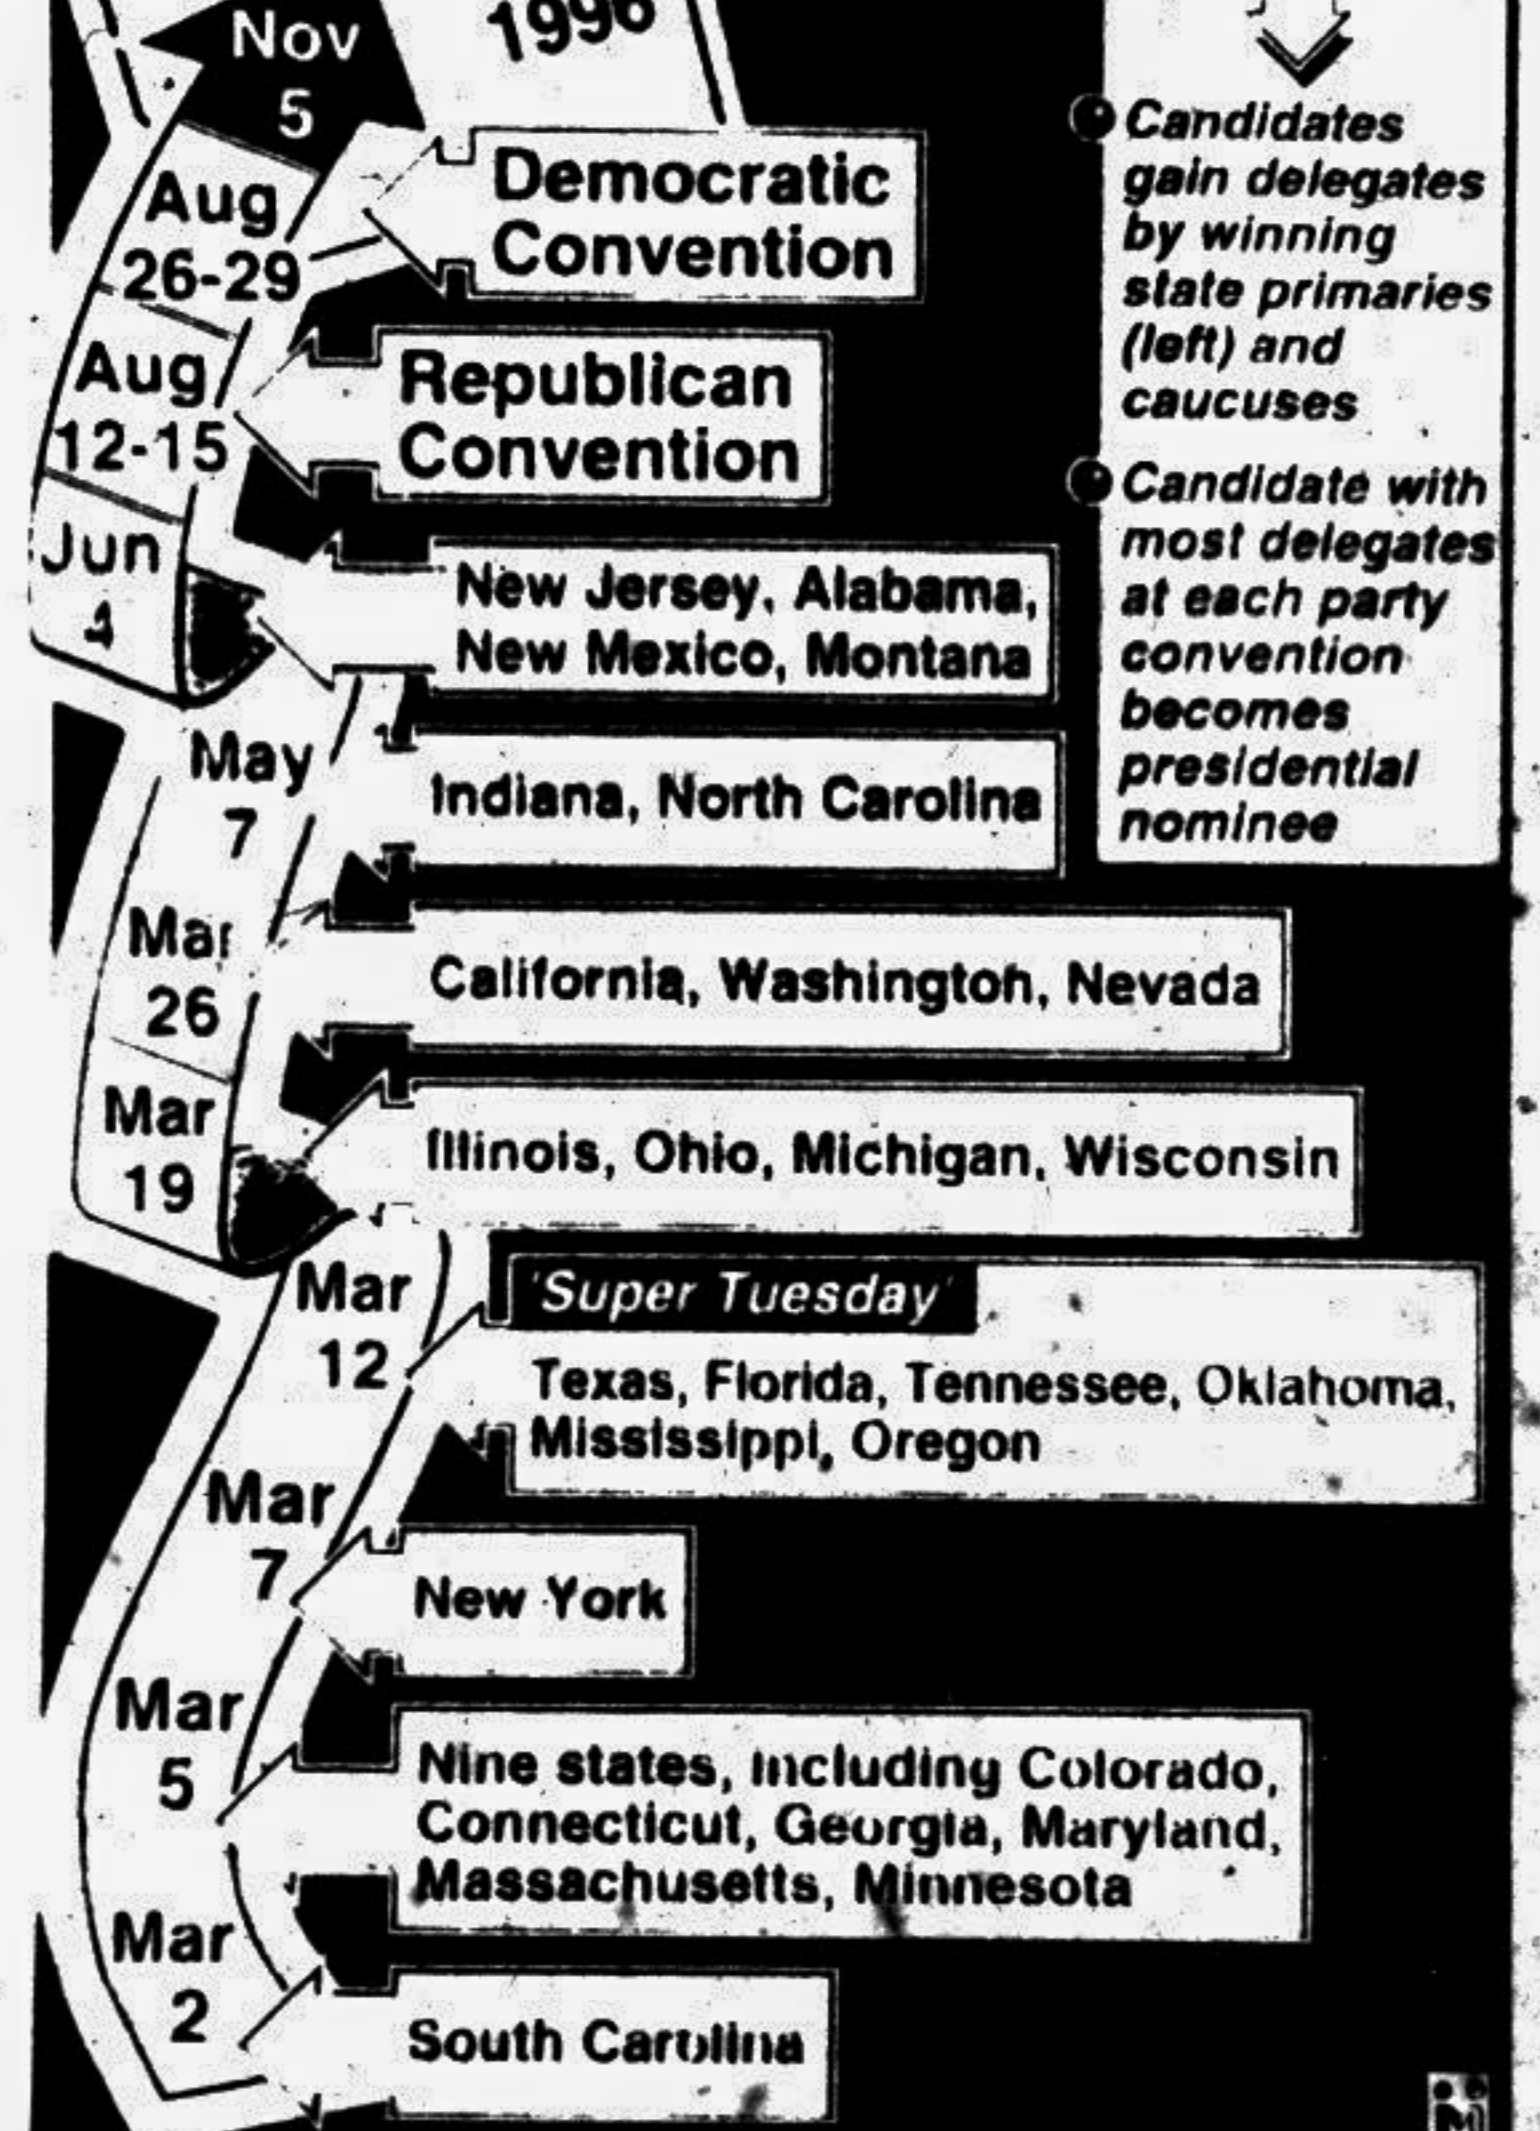 1996
Nov
5
Aug
26-29
Democratic
Convention
Aug
12-15
Republican
Convention
Jun
4
New Jersey, Alabama,
New Mexico, Montana
May
7
Indiana, North Carolina
Mar
26
California, Washington, Nevada
Mar
19
Illinois, Ohio, Michigan, Wisconsin
Mar
12
'Super Tuesday'
Texas, Florida, Tennessee, Oklahoma,
Mississippi, Oregon
Mar
7
New York
Mar
5
Nine states, including Colorado,
Connecticut, Georgia, Maryland,
Massachusetts, Minnesota
Mar
2
South Carolina
Candidates
gain delegates
by winning
state primaries
(left) and
caucuses
Candidate with
most delegates
at each party
convention
becomes
presidential
nominee